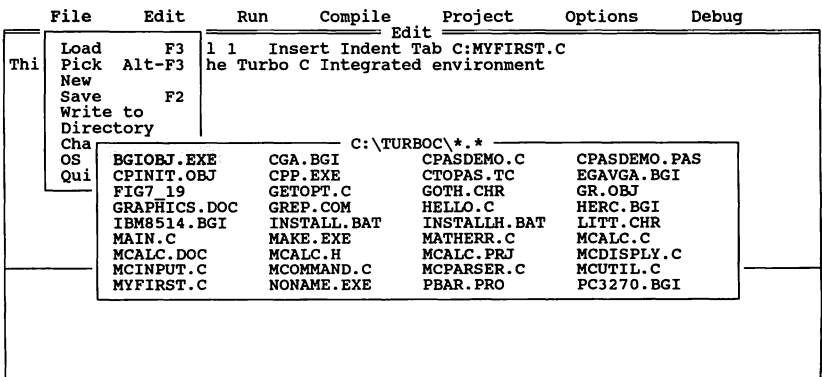 File Edit Run Compile Project Options Debug
Edit
Load F3 l 1 Insert Indent Tab C:MYFIRST.C
Thi Pick Alt-F3 he Turbo C Integrated environment
New
Save F2
Write to
Directory
Cha C:\TURBOC\*.*
OS BGIOBJ.EXE CGA.BGI CPASDEMO.C CPASDEMO.PAS
Qui CPINIT.OBJ CPP.EXE CTOPAS.TC EGAVGA.BGI
FIG7_19 GETOPT.C GOTH.CHR GR.OBJ
GRAPHICS.DOC GREP.COM HELLO.C HERC.BGI
IBM8514.BGI INSTALL.BAT INSTALLH.BAT LITT.CHR
MAIN.C MAKE.EXE MATHERR.C MCALC.C
MCALC.DOC MCALC.H MCALC.PRJ MCDISPLY.C
MCINPUT.C MCOMMAND.C MCPARSER.C MCUTIL.C
MYFIRST.C NONAME.EXE PBAR.PRO PC3270.BGI